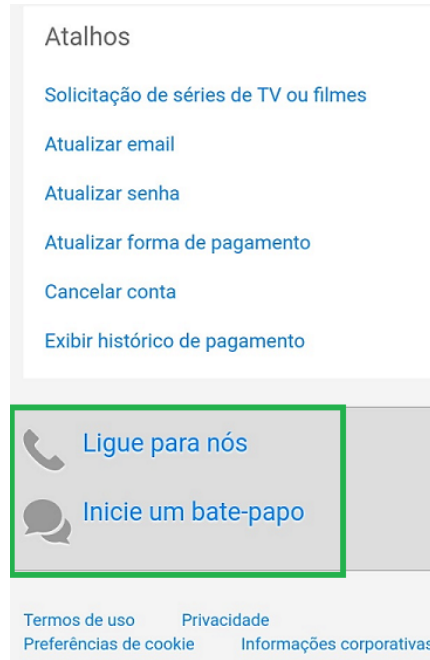 Atalhos
Solicitação de séries de TV ou filmes
Atualizar email
Atualizar senha
Atualizar forma de pagamento
Cancelar conta
Exibir histórico de pagamento
Ligue para nós
Inicie um bate-papo
Termos de uso Privacidade
Preferências de cookie Informações corporativas